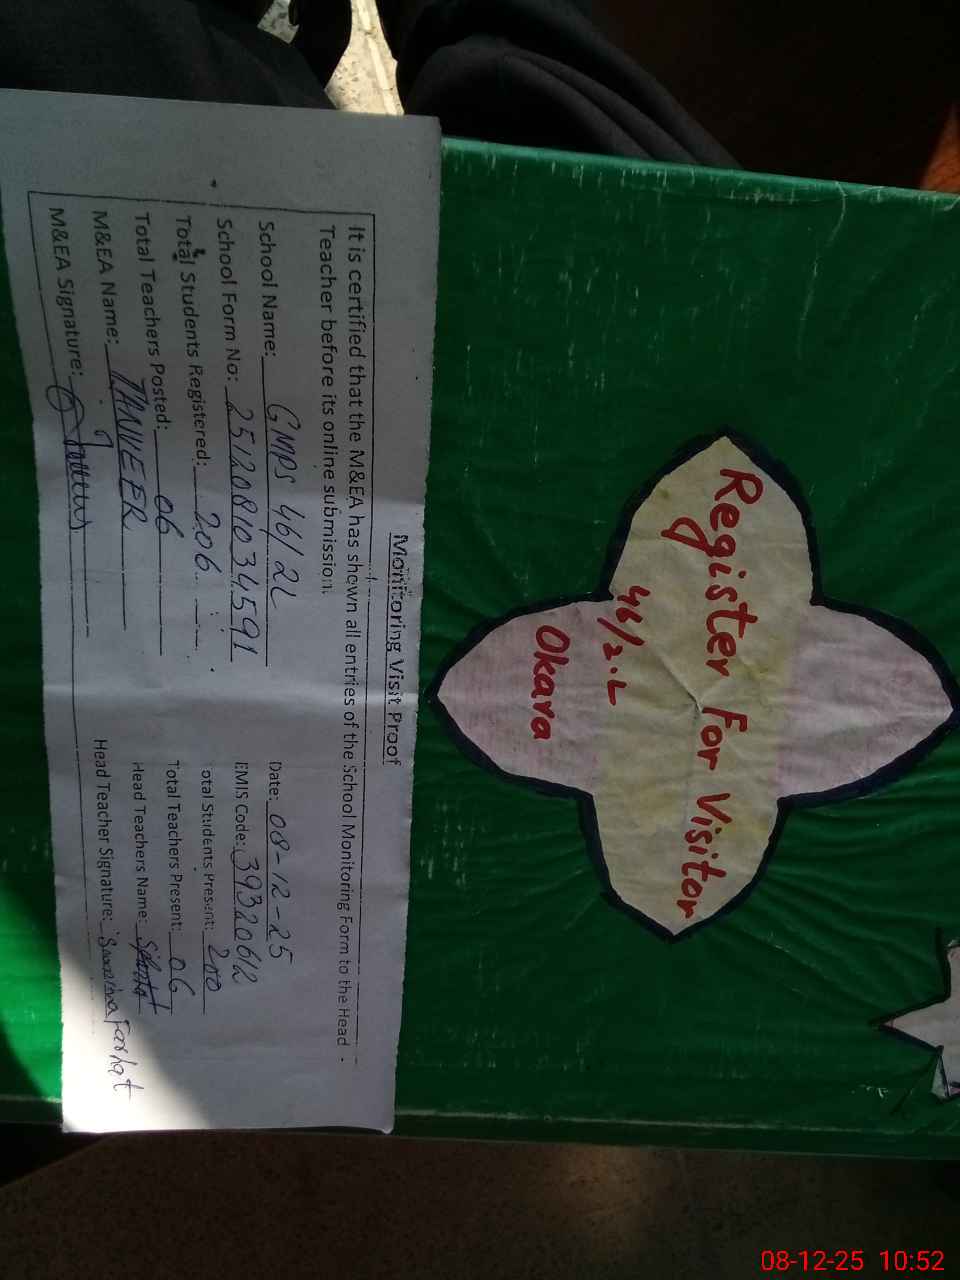 Register For Visitor
46/2.L
Okara
Monitoring Visit Proof
It is certified that the M&EA has shown all entries of the School Monitoring Form to the Head
Teacher before its online submission.
School Name: GMPS 46/2L
Date: 08-12-25
School Form No: 2512081034591
EMIS Code: 39320612
Total Students Registered: 206
Total Students Present: 200
Total Teachers Posted: 06
Total Teachers Present: 06
M&EA Name: TANVEER
Head Teachers Name:
M&EA Signature:
Head Teacher Signature: Farhat
08-12-25 10:52